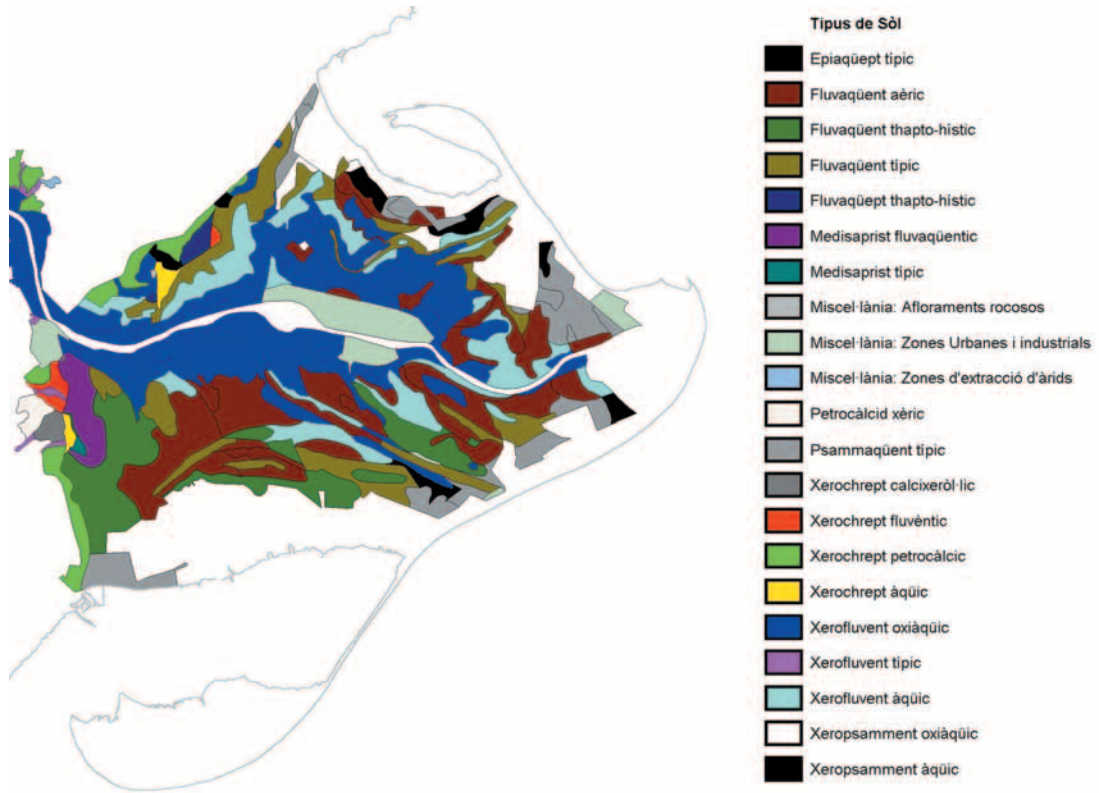 Tipus de Sòl
Epiaqüept típic
Fluvaqüent aèric
Fluvaqüent thapto-hístic
Fluvaqüent típic
Fluvaqüept thapto-hístic
Medisaprist fluvaqüentic
Medisaprist típic
Miscel·lània: Afloraments rocosos
Miscel·lània: Zones Urbanes i industrials
Miscel·lània: Zones d'extracció d'àrids
Petrocàlcid xèric
Psammaqüent típic
Xerochrept calcixeròl·lic
Xerochrept fluvèntic
Xerochrept petrocàlcic
Xerochrept àqüic
Xerofluvent oxiàqüic
Xerofluvent típic
Xerofluvent àqüic
Xeropsamment oxiàqüic
Xeropsamment àqüic